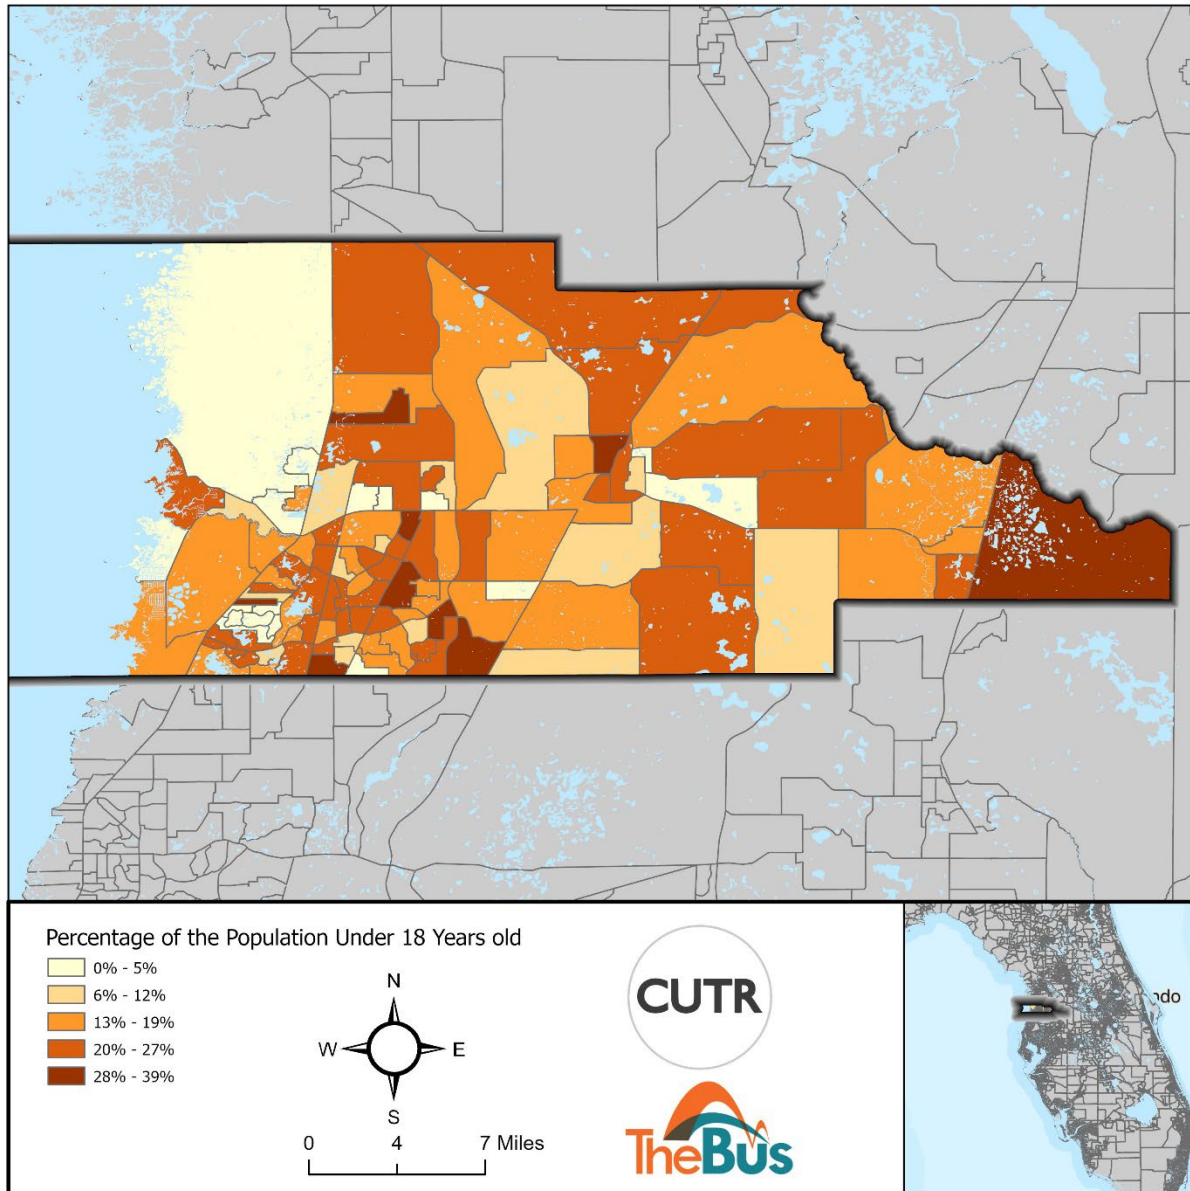 Percentage of the Population Under 18 Years old
0% - 5%
6% - 12%
13% - 19%
20% - 27%
28% - 39%
N
W
E
S
0 4 7 Miles
CUTR
TheBus
ndo